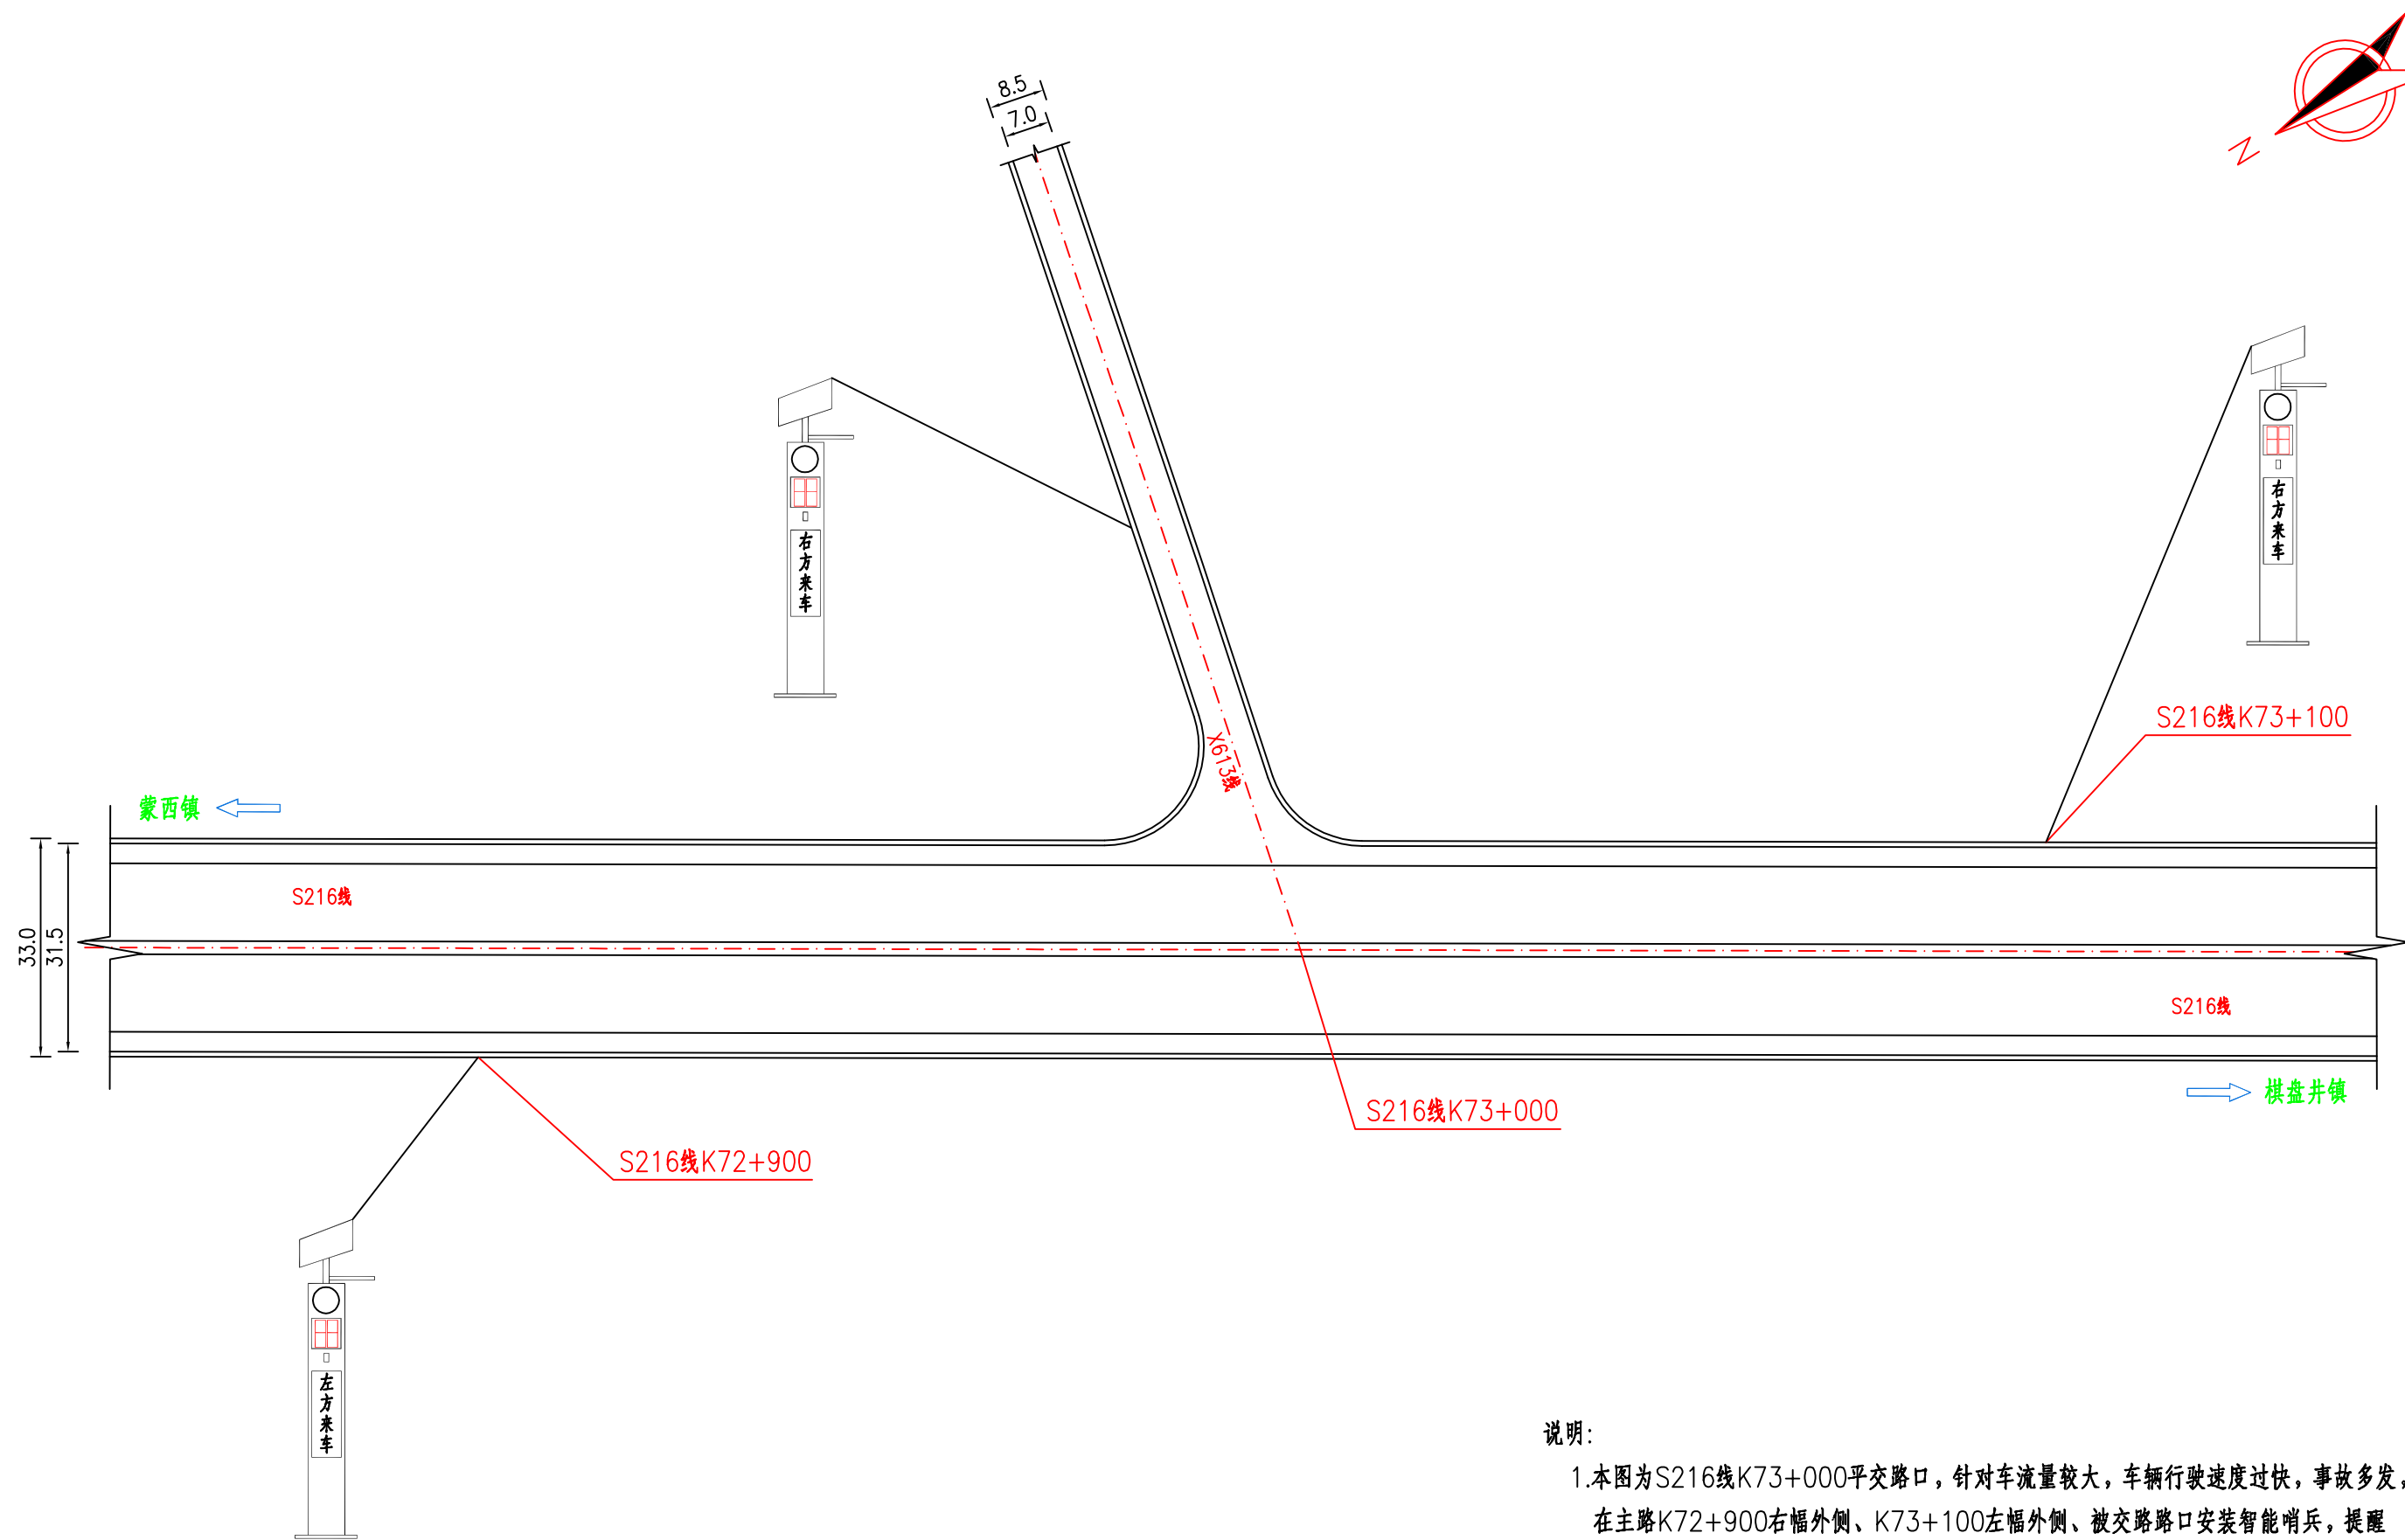 8.5
7.0
N
右方来车
右方来车
S216线K73+100
X613线
蒙西镇
33.0
31.5
S216线
S216线
棋盘井镇
S216线K73+000
S216线K72+900
左方来车
说明：
1.本图为S216线K73+000平交路口，针对车流量较大，车辆行驶速度过快，事故多发，
在主路K72+900右幅外侧、K73+100左幅外侧、被交路路口安装智能哨兵，提醒